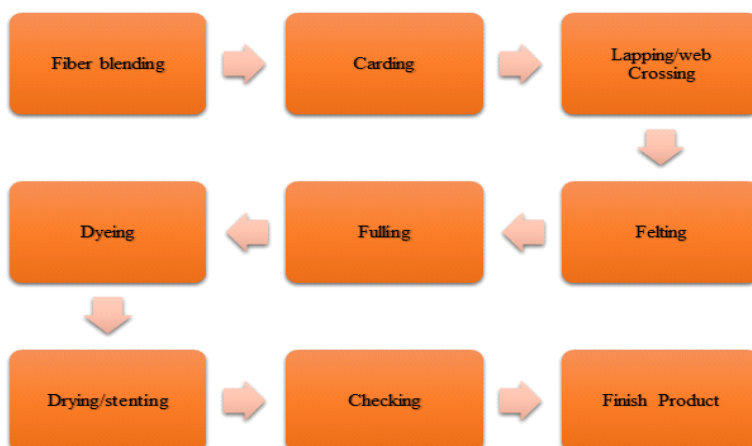 Fiber blending
Carding
Lapping/web
Crossing
Felting
Fulling
Dyeing
Drying/stenting
Checking
Finish Product